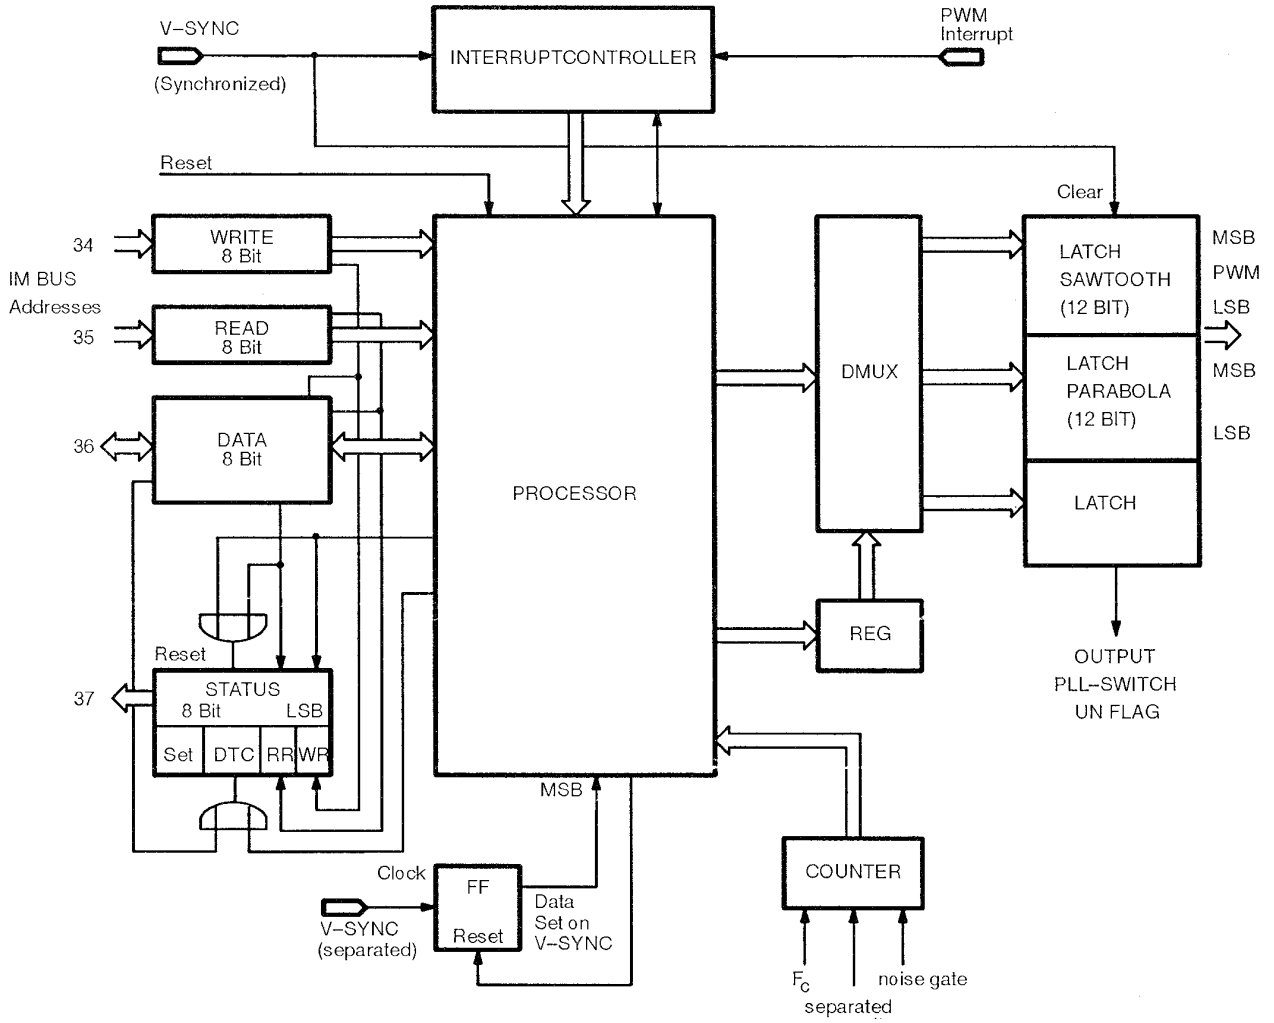 V–SYNC
(Synchronized)
INTERRUPTCONTROLLER
PWM
Interrupt
Reset
Clear
34
WRITE
8 Bit
IM BUS
Addresses
35
READ
8 Bit
36
DATA
8 Bit
PROCESSOR
DMUX
LATCH
SAWTOOTH
(12 BIT)
MSB
PWM
LSB
LATCH
PARABOLA
(12 BIT)
MSB
LSB
LATCH
REG
OUTPUT
PLL–SWITCH
UN FLAG
Reset
37
STATUS
8 Bit LSB
Set DTC RR WR
MSB
COUNTER
Clock
FF
Reset
Data
Set on
V–SYNC
V–SYNC
(separated)
FC
noise gate
separated